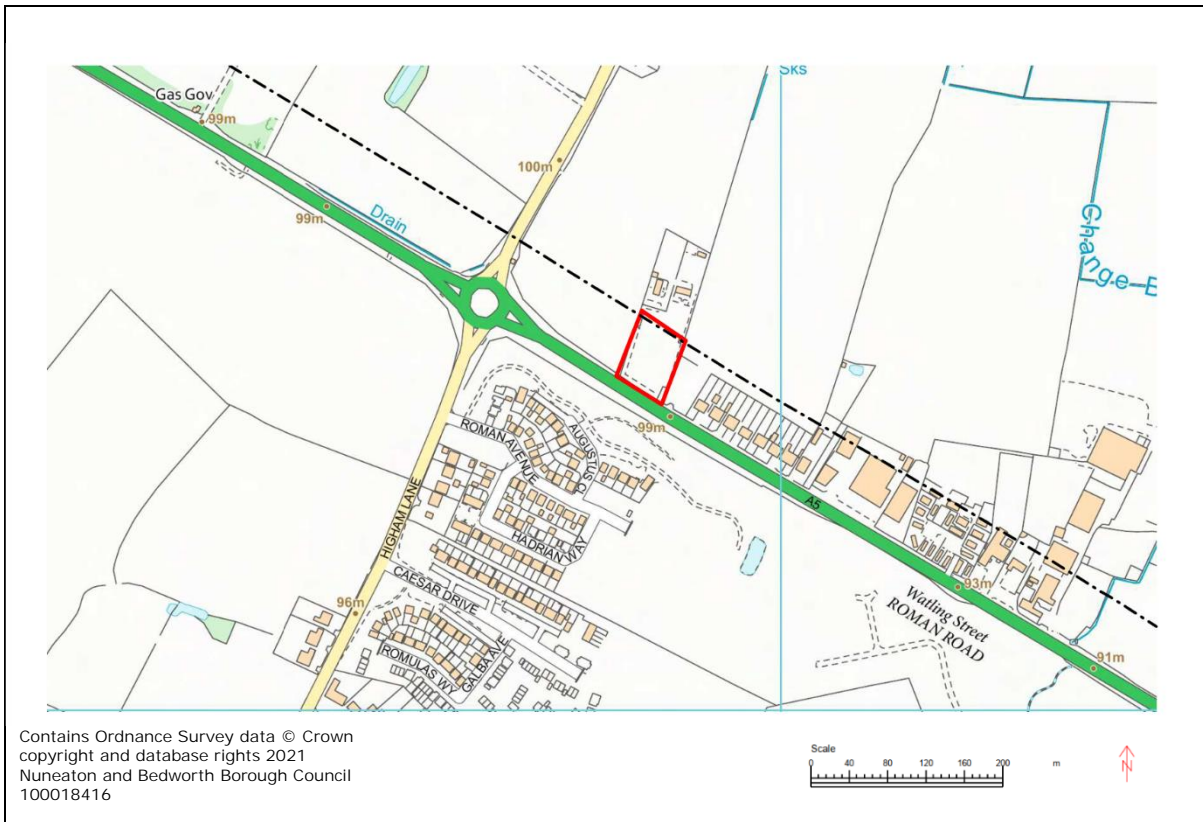 Sks
Gas Gov
99m
100m
99m
Drain
Change-B
ROMAN AVENUE
AUGUSTUS CL
99m
HIGHAM LANE
HADRIAN WAY
A5
CAESAR DRIVE
93m
96m
Watling Street
ROMAN ROAD
GALBA AVE
ROMULAS WY
91m
Contains Ordnance Survey data © Crown
copyright and database rights 2021
Nuneaton and Bedworth Borough Council
100018416
Scale
0 40 80 120 160 200 m
N